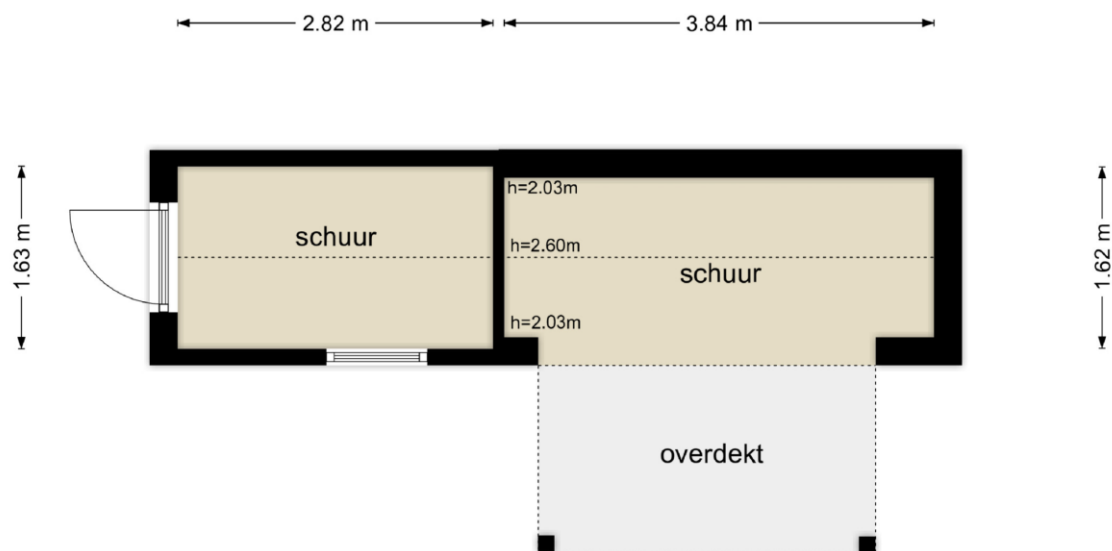 2.82 m
3.84 m
1.63 m
schuur
h=2.03m
h=2.60m
schuur
h=2.03m
1.62 m
overdekt